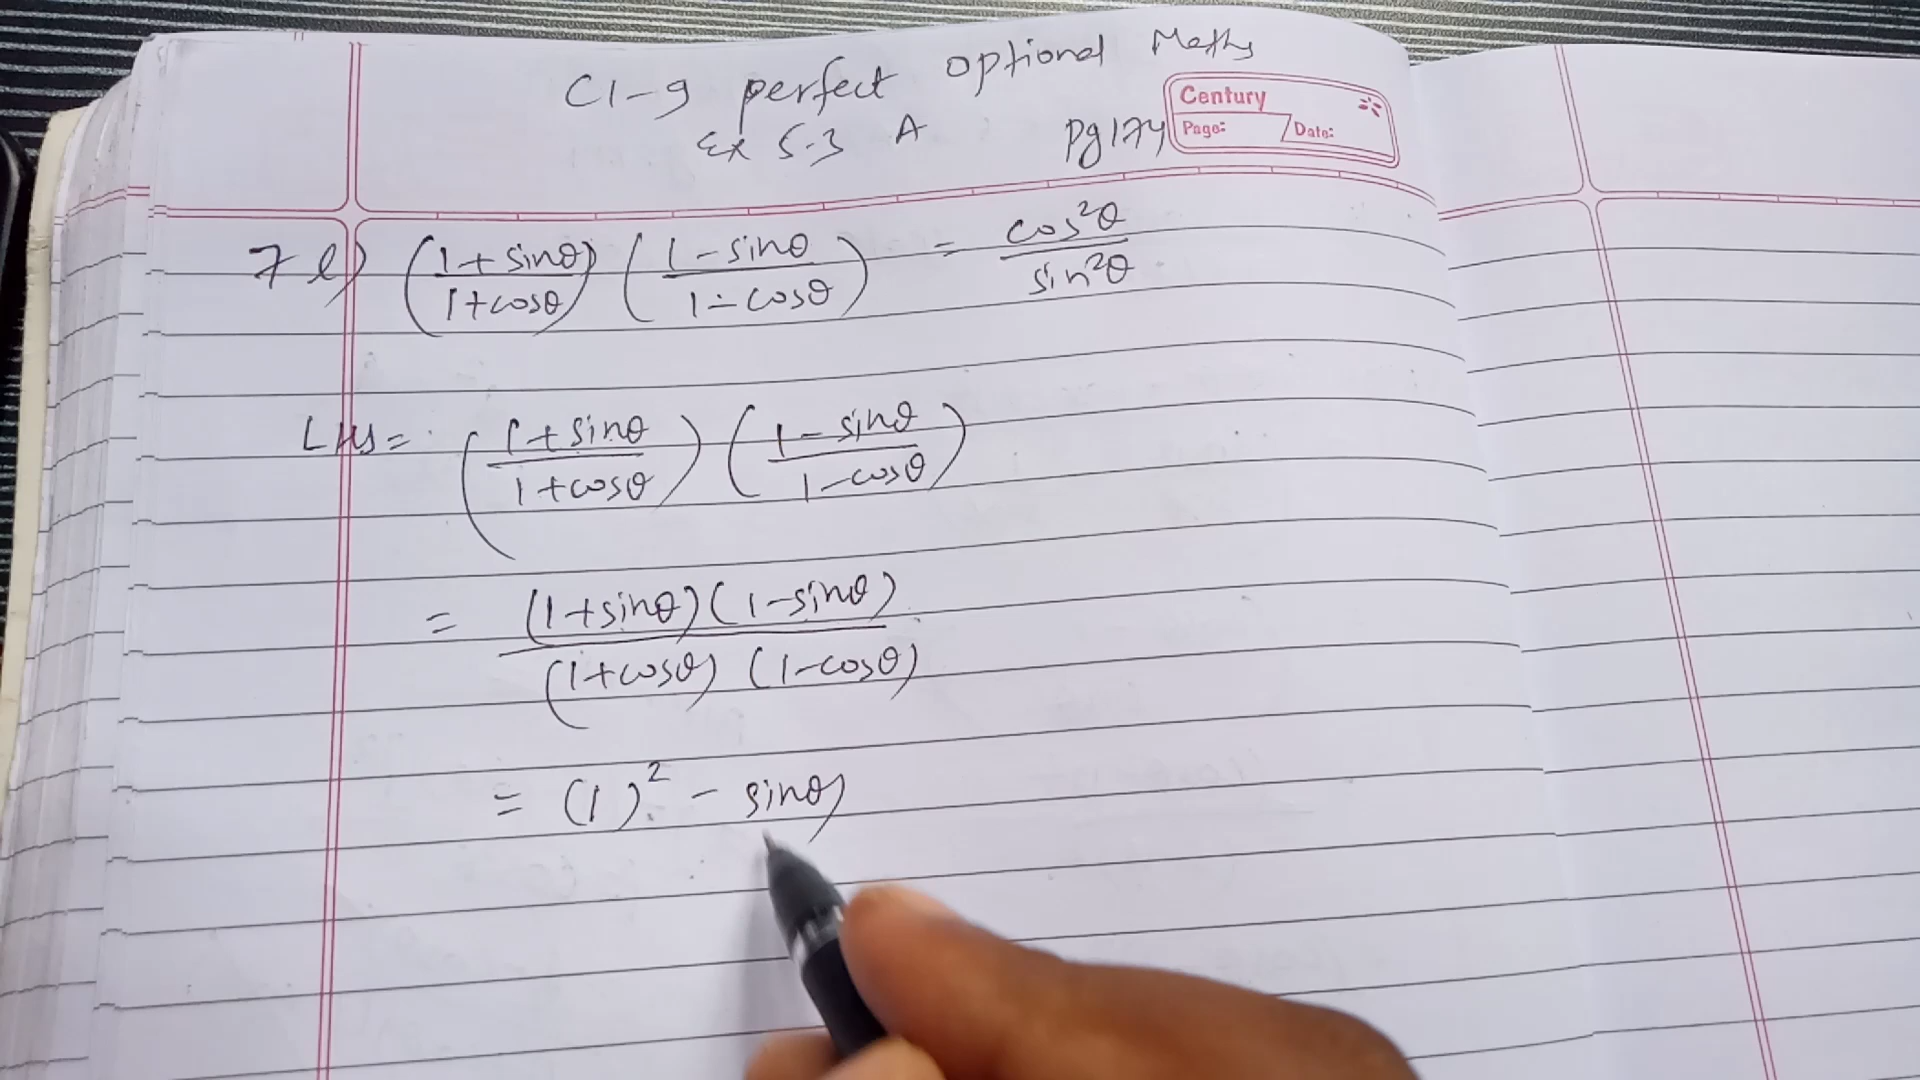 Cl-9 perfect optional Maths
Ex 5.3 A Pg 174
Century
Page: Date:
7 l) ((1+sinθ)/(1+cosθ)) ((1-sinθ)/(1-cosθ)) = cos²θ/sin²θ
LHS = ((1+sinθ)/(1+cosθ)) ((1-sinθ)/(1-cosθ))
= (1+sinθ)(1-sinθ)/(1+cosθ)(1-cosθ)
= (1)² - sinθ)